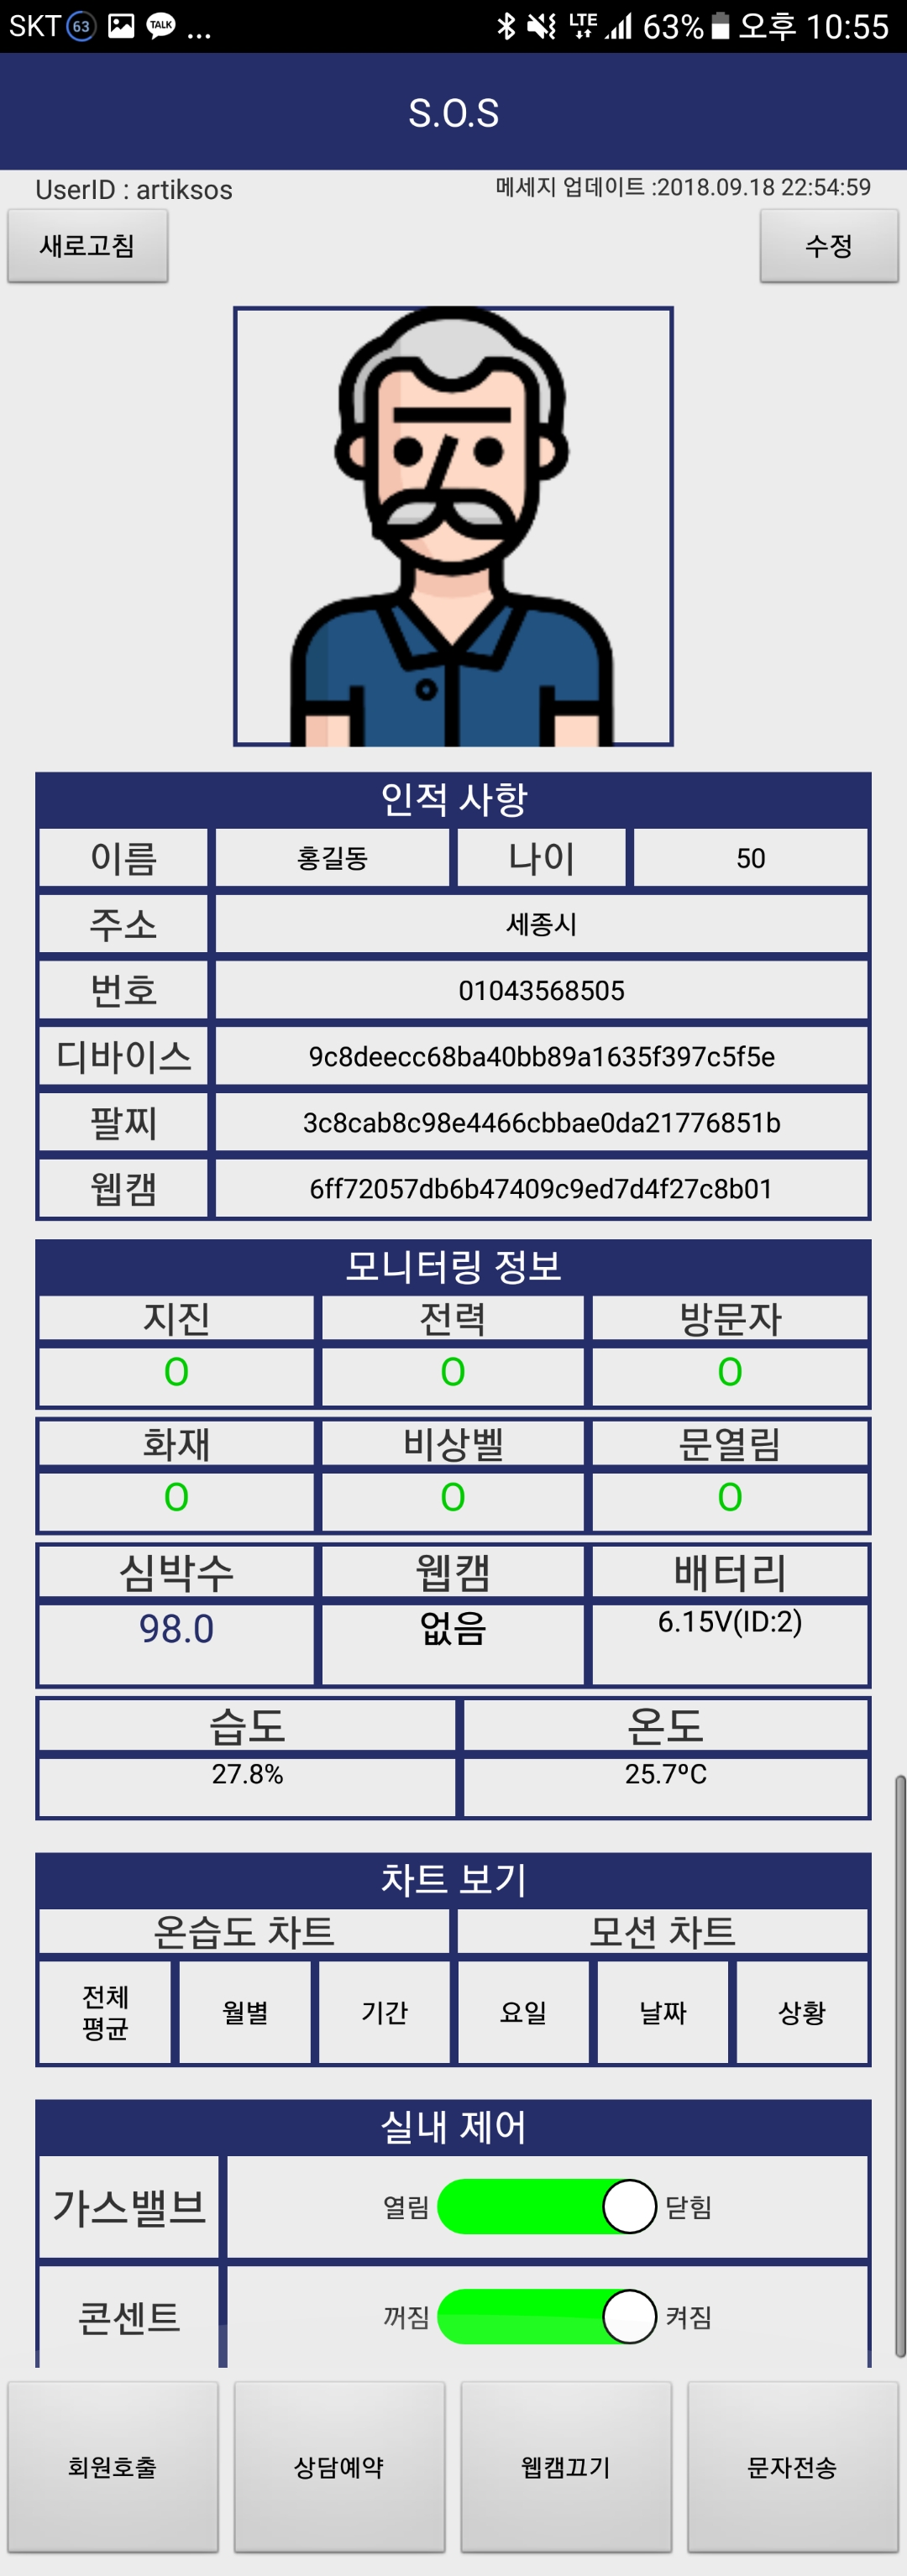 SKT 63 TALK ... LTE 63% 오후 10:55
S.O.S
UserID : artiksos
메세지 업데이트 :2018.09.18 22:54:59
새로고침 수정
인적 사항
이름 홍길동 나이 50
주소 세종시
번호 01043568505
디바이스 9c8deecc68ba40bb89a1635f397c5f5e
팔찌 3c8cab8c98e4466cbbae0da21776851b
웹캠 6ff72057db6b47409c9ed7d4f27c8b01
모니터링 정보
지진 전력 방문자
O O O
화재 비상벨 문열림
O O O
심박수 웹캠 배터리
98.0 없음 6.15V(ID:2)
습도 온도
27.8% 25.7ºC
차트 보기
온습도 차트 모션 차트
전체
평균 월별 기간 요일 날짜 상황
실내 제어
가스밸브 열림 닫힘
콘센트 꺼짐 켜짐
회원호출 상담예약 웹캠끄기 문자전송